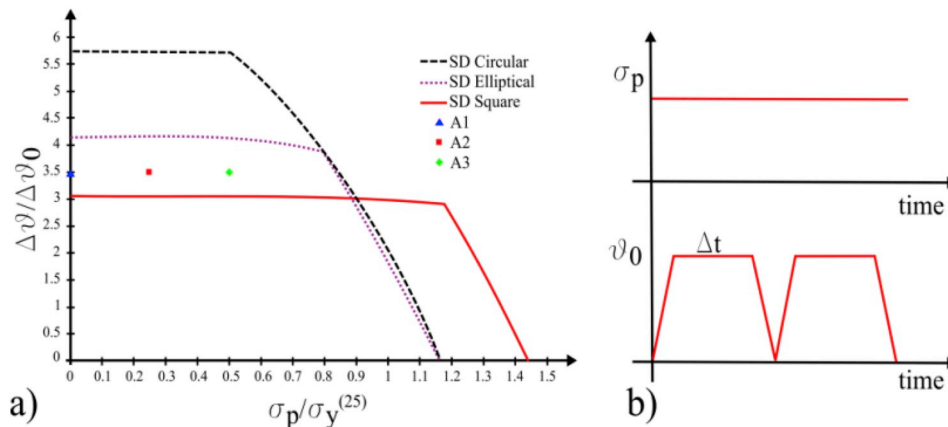 6
5.5
5
4.5
4
3.5
3
2.5
2
1.5
1
0.5
0
Δϑ/Δϑ0
SD Circular
SD Elliptical
SD Square
A1
A2
A3
0 0.1 0.2 0.3 0.4 0.5 0.6 0.7 0.8 0.9 1 1.1 1.2 1.3 1.4 1.5
σp/σy(25)
a)
σp
time
ϑ0
Δt
time
b)